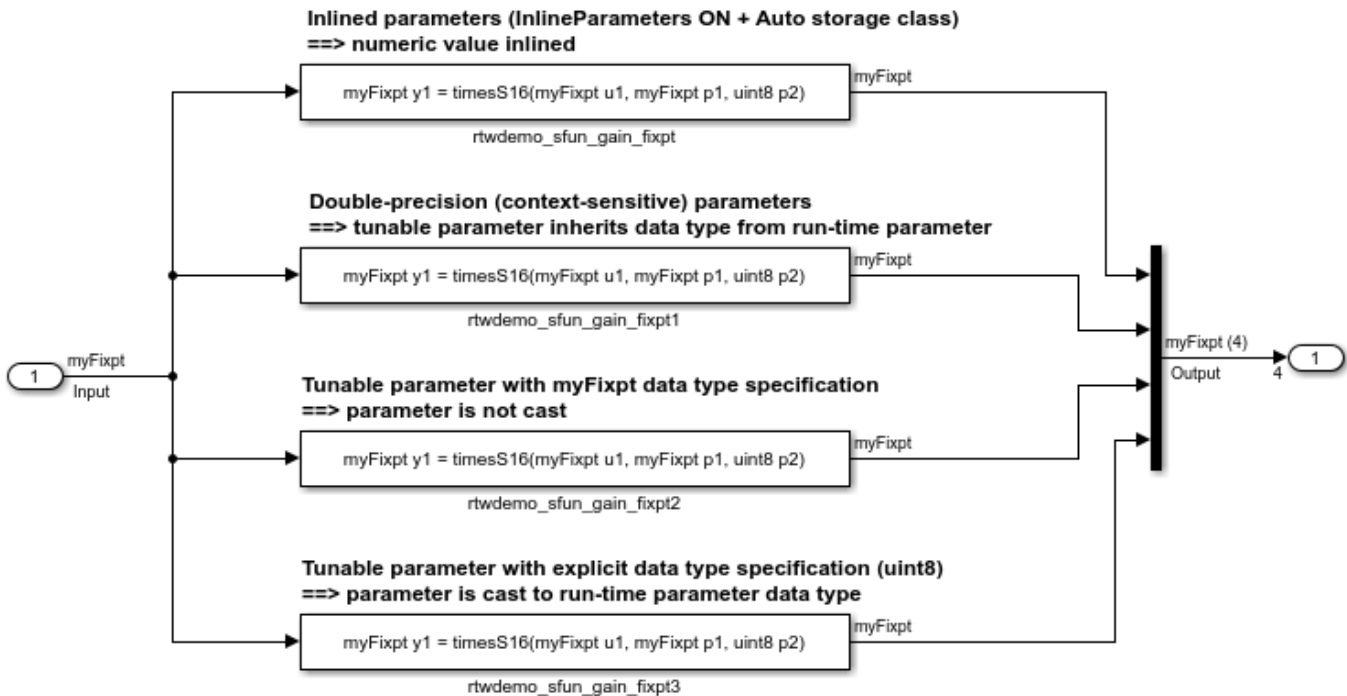 Inlined parameters (InlineParameters ON + Auto storage class)
==> numeric value inlined
myFixpt
myFixpt y1 = timesS16(myFixpt u1, myFixpt p1, uint8 p2)
rtwdemo_sfun_gain_fixpt
Double-precision (context-sensitive) parameters
==> tunable parameter inherits data type from run-time parameter
myFixpt
myFixpt y1 = timesS16(myFixpt u1, myFixpt p1, uint8 p2)
rtwdemo_sfun_gain_fixpt1
myFixpt
1
Input
myFixpt (4)
1
Output
4
Tunable parameter with myFixpt data type specification
==> parameter is not cast
myFixpt
myFixpt y1 = timesS16(myFixpt u1, myFixpt p1, uint8 p2)
rtwdemo_sfun_gain_fixpt2
Tunable parameter with explicit data type specification (uint8)
==> parameter is cast to run-time parameter data type
myFixpt
myFixpt y1 = timesS16(myFixpt u1, myFixpt p1, uint8 p2)
rtwdemo_sfun_gain_fixpt3